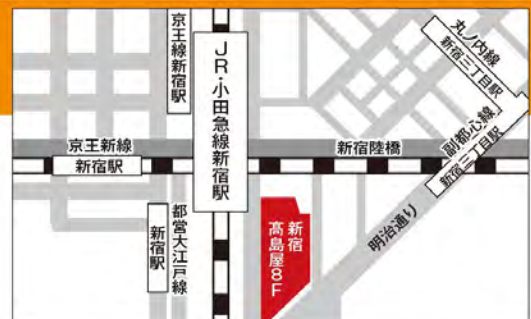 京王線新宿駅
JR・小田急線新宿駅
丸ノ内線
新宿三丁目駅
副都心線
新宿三丁目駅
京王新線
新宿駅
新宿陸橋
都営大江戸線
新宿駅
新宿
髙島屋8F
明治通り